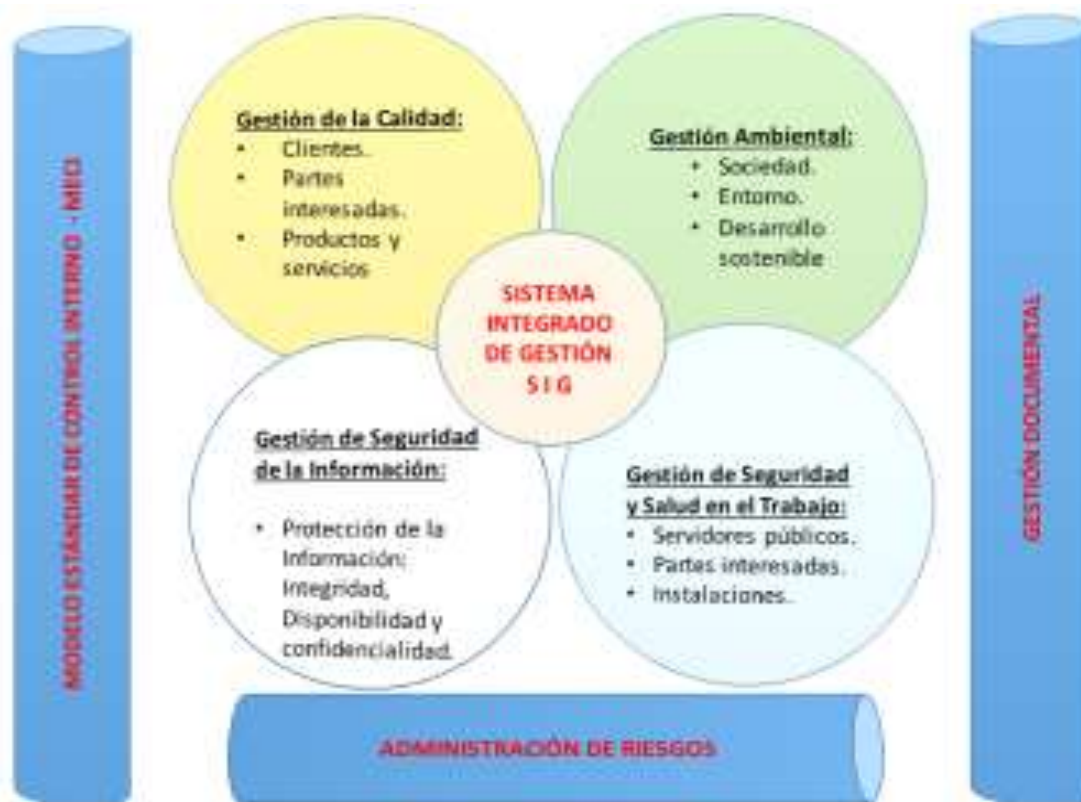 MODELO ESTÁNDAR DE CONTROL INTERNO - MECI
Gestión de la Calidad:
• Clientes.
• Partes
interesadas.
• Productos y
servicios
Gestión Ambiental:
• Sociedad.
• Entorno.
• Desarrollo
sostenible
SISTEMA
INTEGRADO
DE GESTIÓN
S I G
Gestión de Seguridad
de la Información:
• Protección de la
Información:
Integridad,
Disponibilidad y
confidencialidad.
Gestión de Seguridad
y Salud en el Trabajo:
• Servidores públicos.
• Partes interesadas.
• Instalaciones.
GESTIÓN DOCUMENTAL
ADMINISTRACIÓN DE RIESGOS